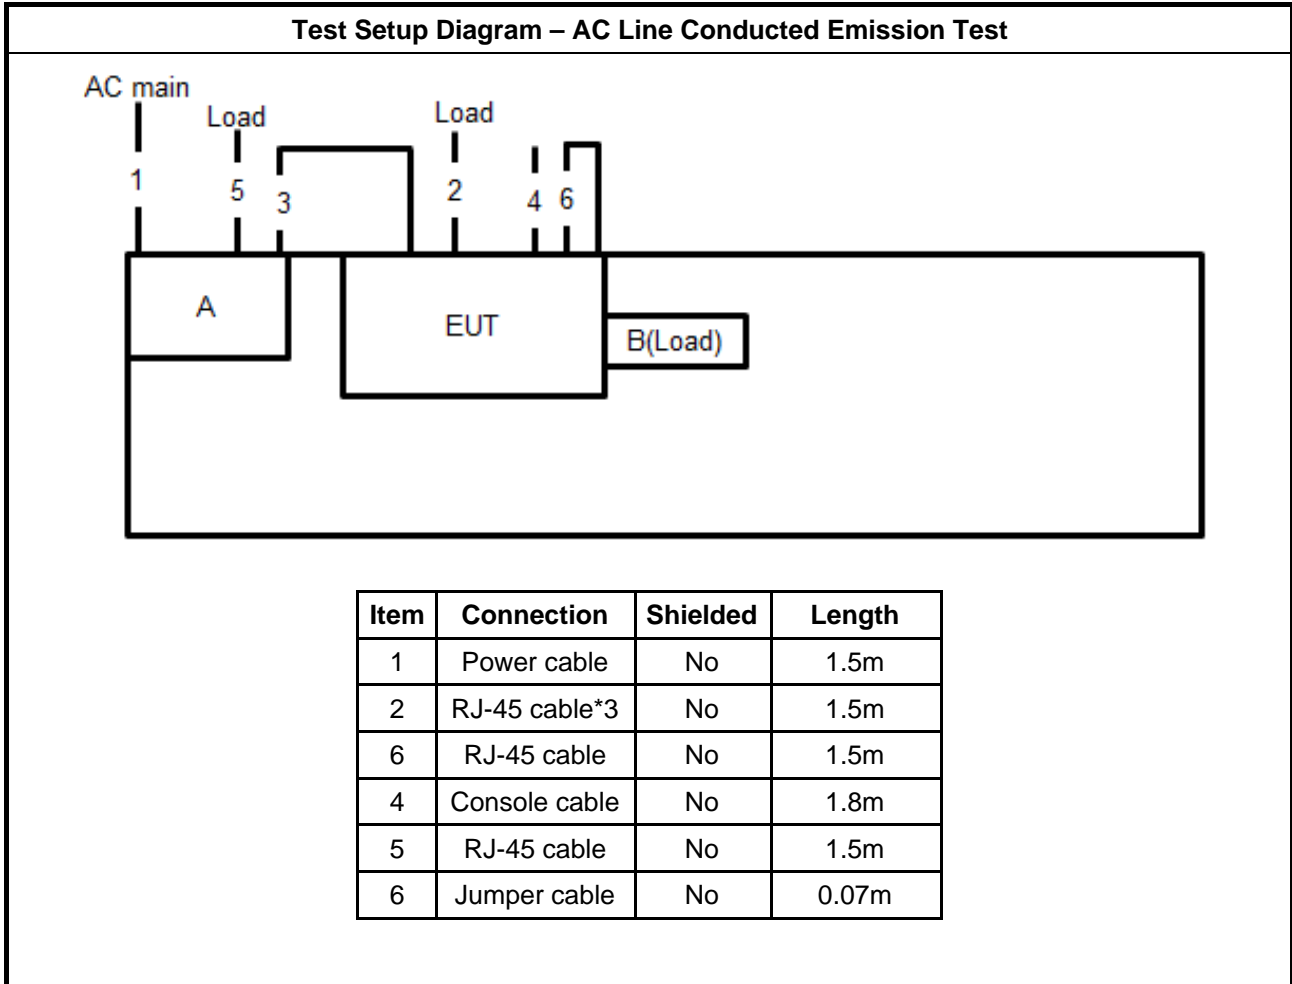 Test Setup Diagram – AC Line Conducted Emission Test
AC main
Load
Load
1
5
3
2
4
6
A
EUT
B(Load)
Item Connection Shielded Length
1 Power cable No 1.5m
2 RJ-45 cable*3 No 1.5m
6 RJ-45 cable No 1.5m
4 Console cable No 1.8m
5 RJ-45 cable No 1.5m
6 Jumper cable No 0.07m